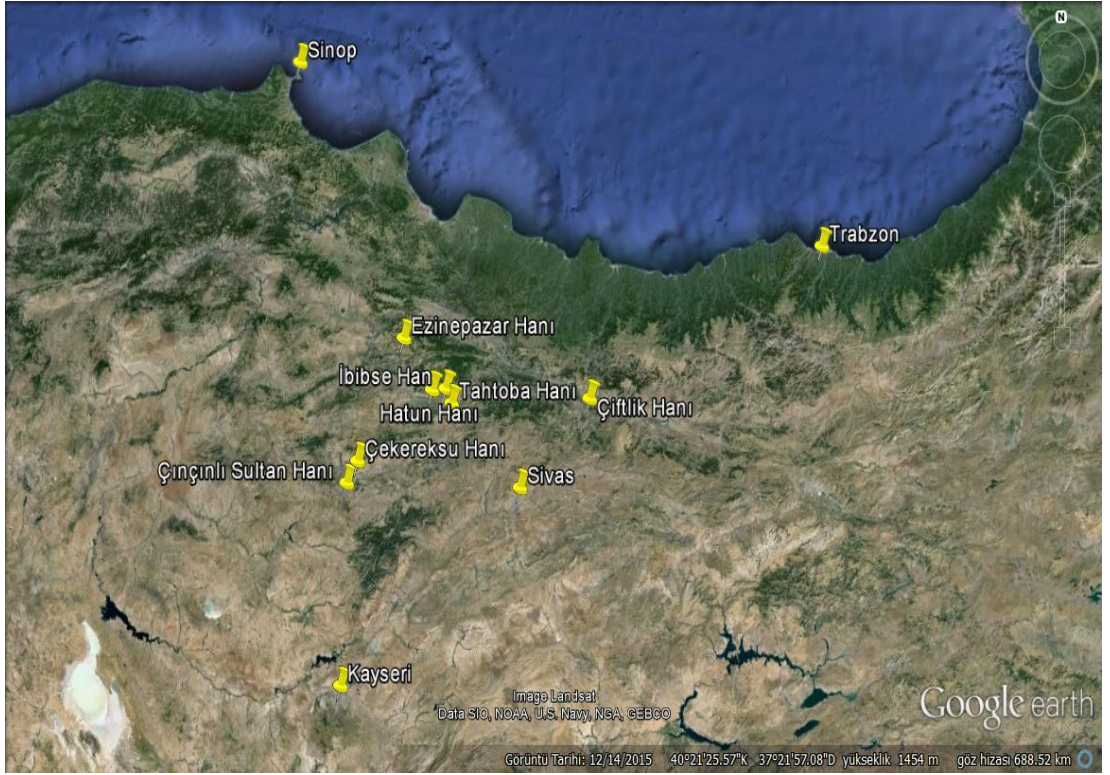 N
Sinop
Trabzon
Ezinepazar Hanı
İbibse Han
Tahtoba Hanı
Hatun Hanı
Çiftlik Hanı
Çekereksu Hanı
Çınçınlı Sultan Hanı
Sivas
Kayseri
Image Landsat
Data SIO, NOAA, U.S. Navy, NGA, GEBCO
Google earth
Görüntü Tarihi: 12/14/2015 40°21'25.57"K 37°21'57.08"D yükseklik 1454 m göz hizası 688.52 km